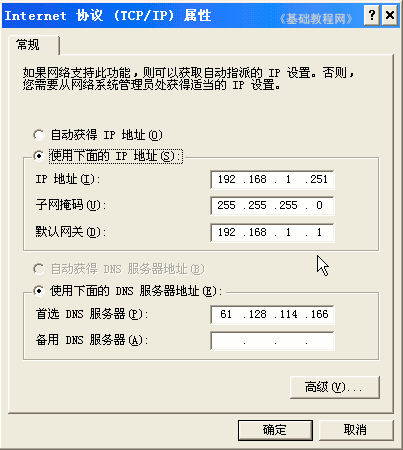 Internet 协议 (TCP/IP) 属性
《基础教程网》
常规
如果网络支持此功能，则可以获取自动指派的 IP 设置。否则，
您需要从网络系统管理员处获得适当的 IP 设置。
自动获得 IP 地址(O)
使用下面的 IP 地址(S):
IP 地址(I): 192 .168 . 1 .251
子网掩码(U): 255 .255 .255 . 0
默认网关(D): 192 .168 . 1 . 1
自动获得 DNS 服务器地址(B)
使用下面的 DNS 服务器地址(E):
首选 DNS 服务器(P): 61 .128 .114 .166
备用 DNS 服务器(A): . . .
高级(V)...
确定 取消